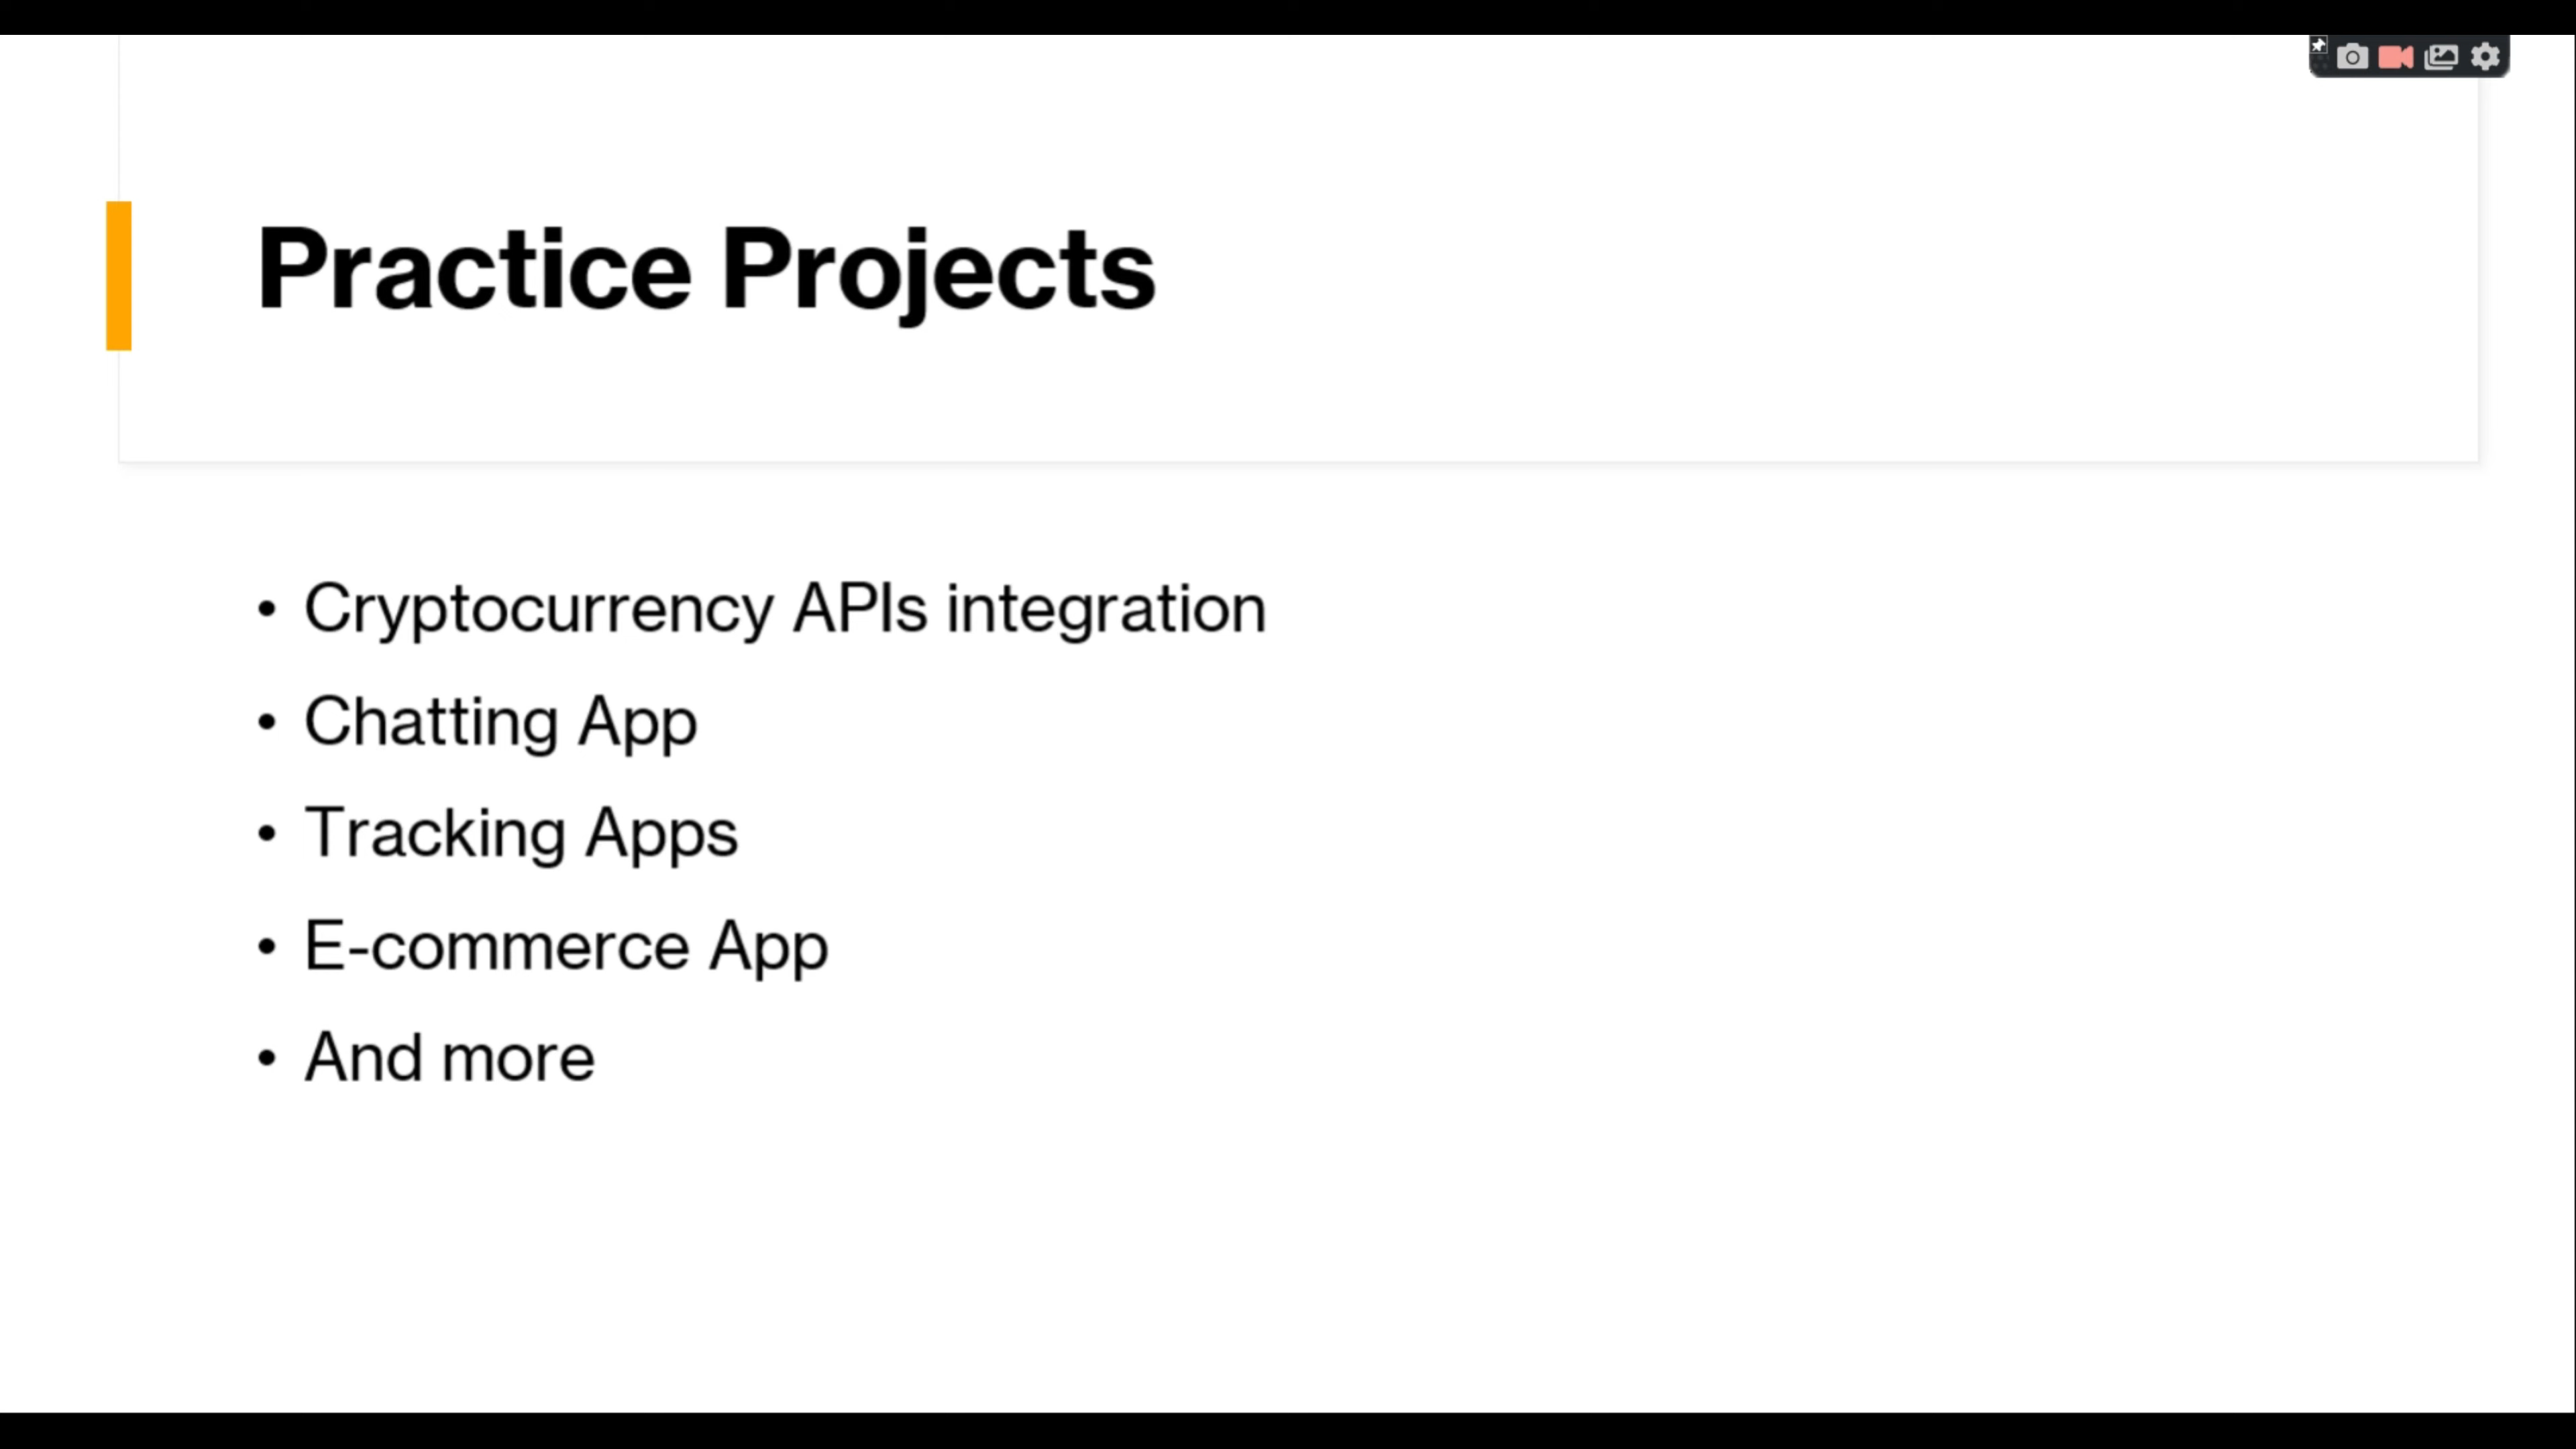 Practice Projects
• Cryptocurrency APIs integration
• Chatting App
• Tracking Apps
• E-commerce App
• And more